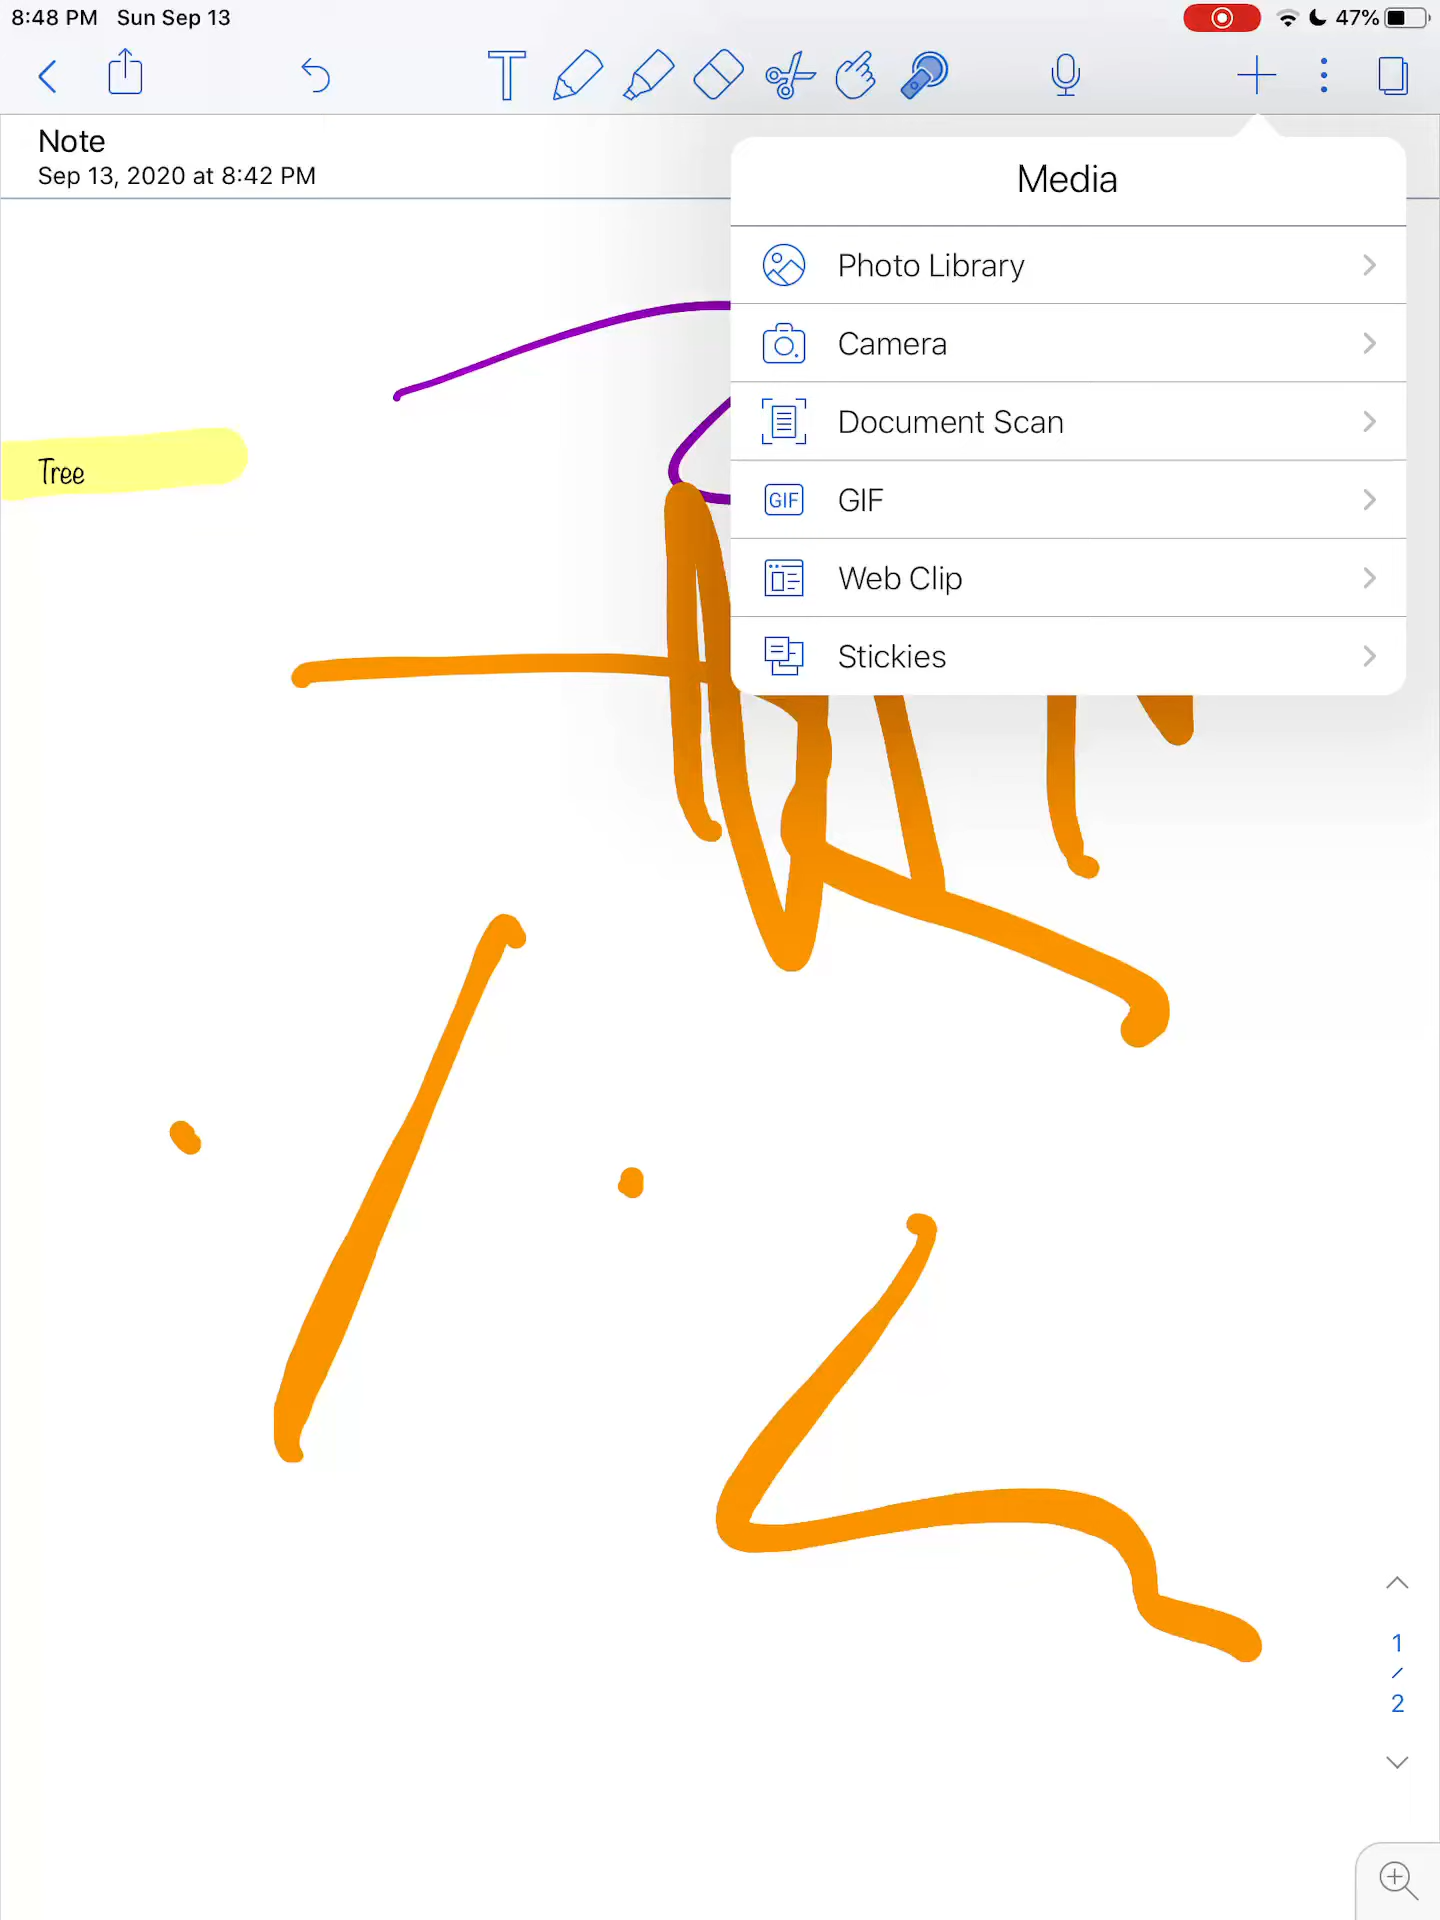 8:48 PM Sun Sep 13
47%
T
Note
Sep 13, 2020 at 8:42 PM
Media
Photo Library
Camera
Document Scan
GIF GIF
Web Clip
Stickies
Tree
1
/
2